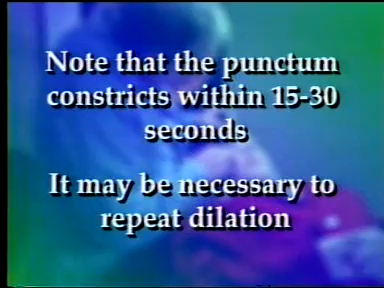 Note that the punctum
constricts within 15-30
seconds
It may be necessary to
repeat dilation